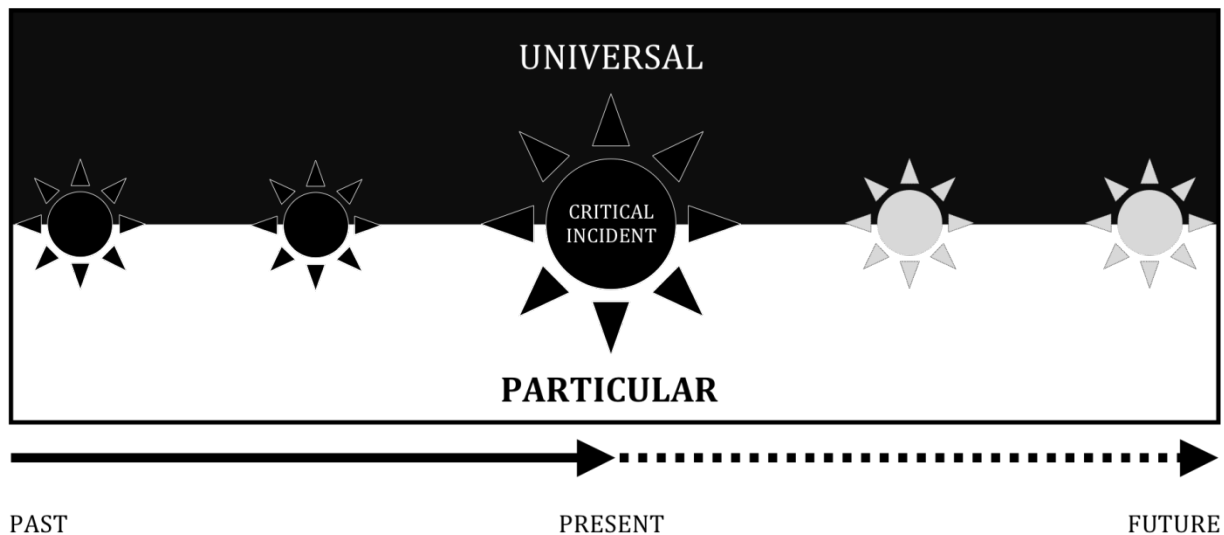 UNIVERSAL
CRITICAL
INCIDENT
PARTICULAR
PAST PRESENT FUTURE